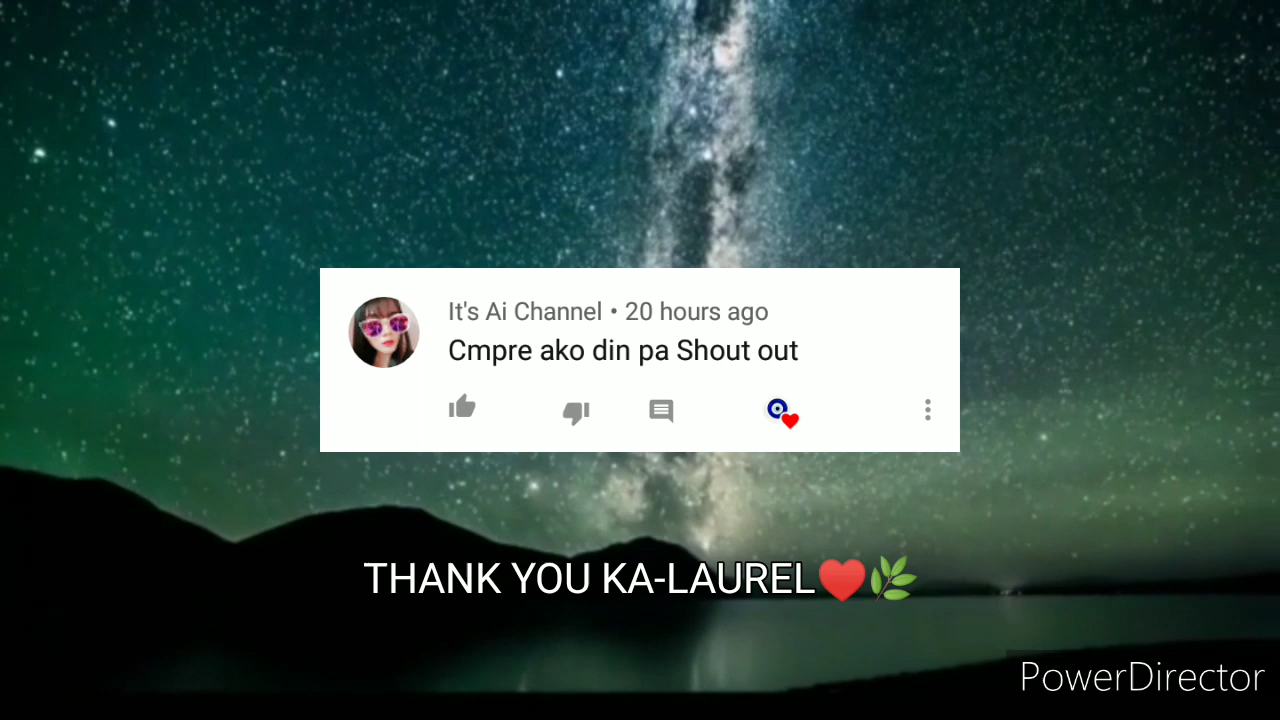 It's Ai Channel • 20 hours ago
Cmpre ako din pa Shout out
THANK YOU KA-LAUREL❤️🌿
PowerDirector